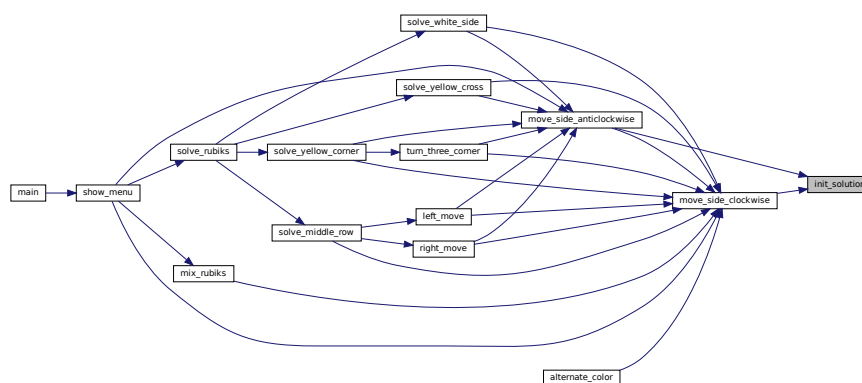 solve_white_side
solve_yellow_cross
move_side_anticlockwise
solve_rubiks
solve_yellow_corner
turn_three_corner
init_solution
main
show_menu
move_side_clockwise
left_move
solve_middle_row
right_move
mix_rubiks
alternate_color